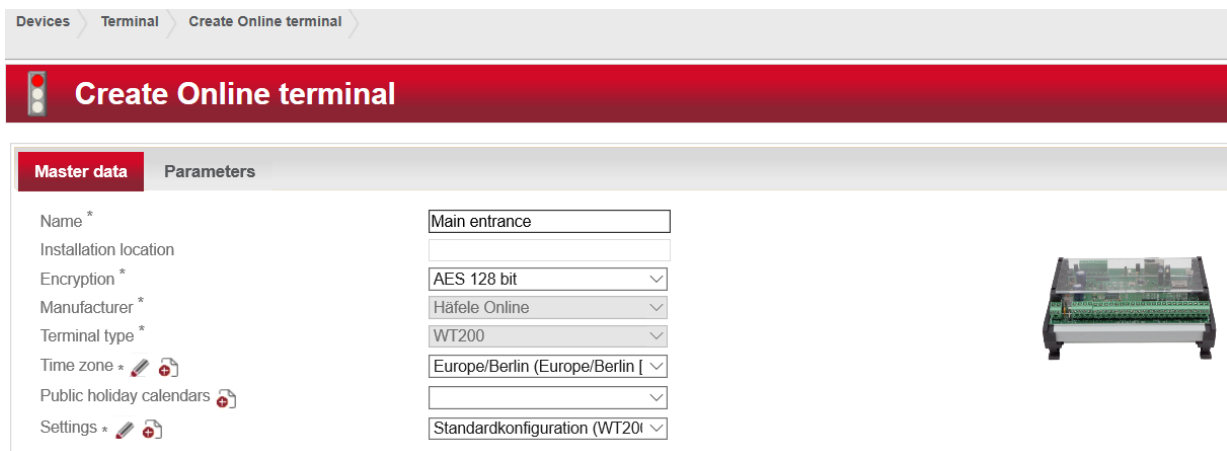 Devices Terminal Create Online terminal
Create Online terminal
Master data Parameters
Name * Main entrance
Installation location
Encryption * AES 128 bit
Manufacturer * Häfele Online
Terminal type * WT200
Time zone * Europe/Berlin (Europe/Berlin [
Public holiday calendars
Settings * Standardkonfiguration (WT20